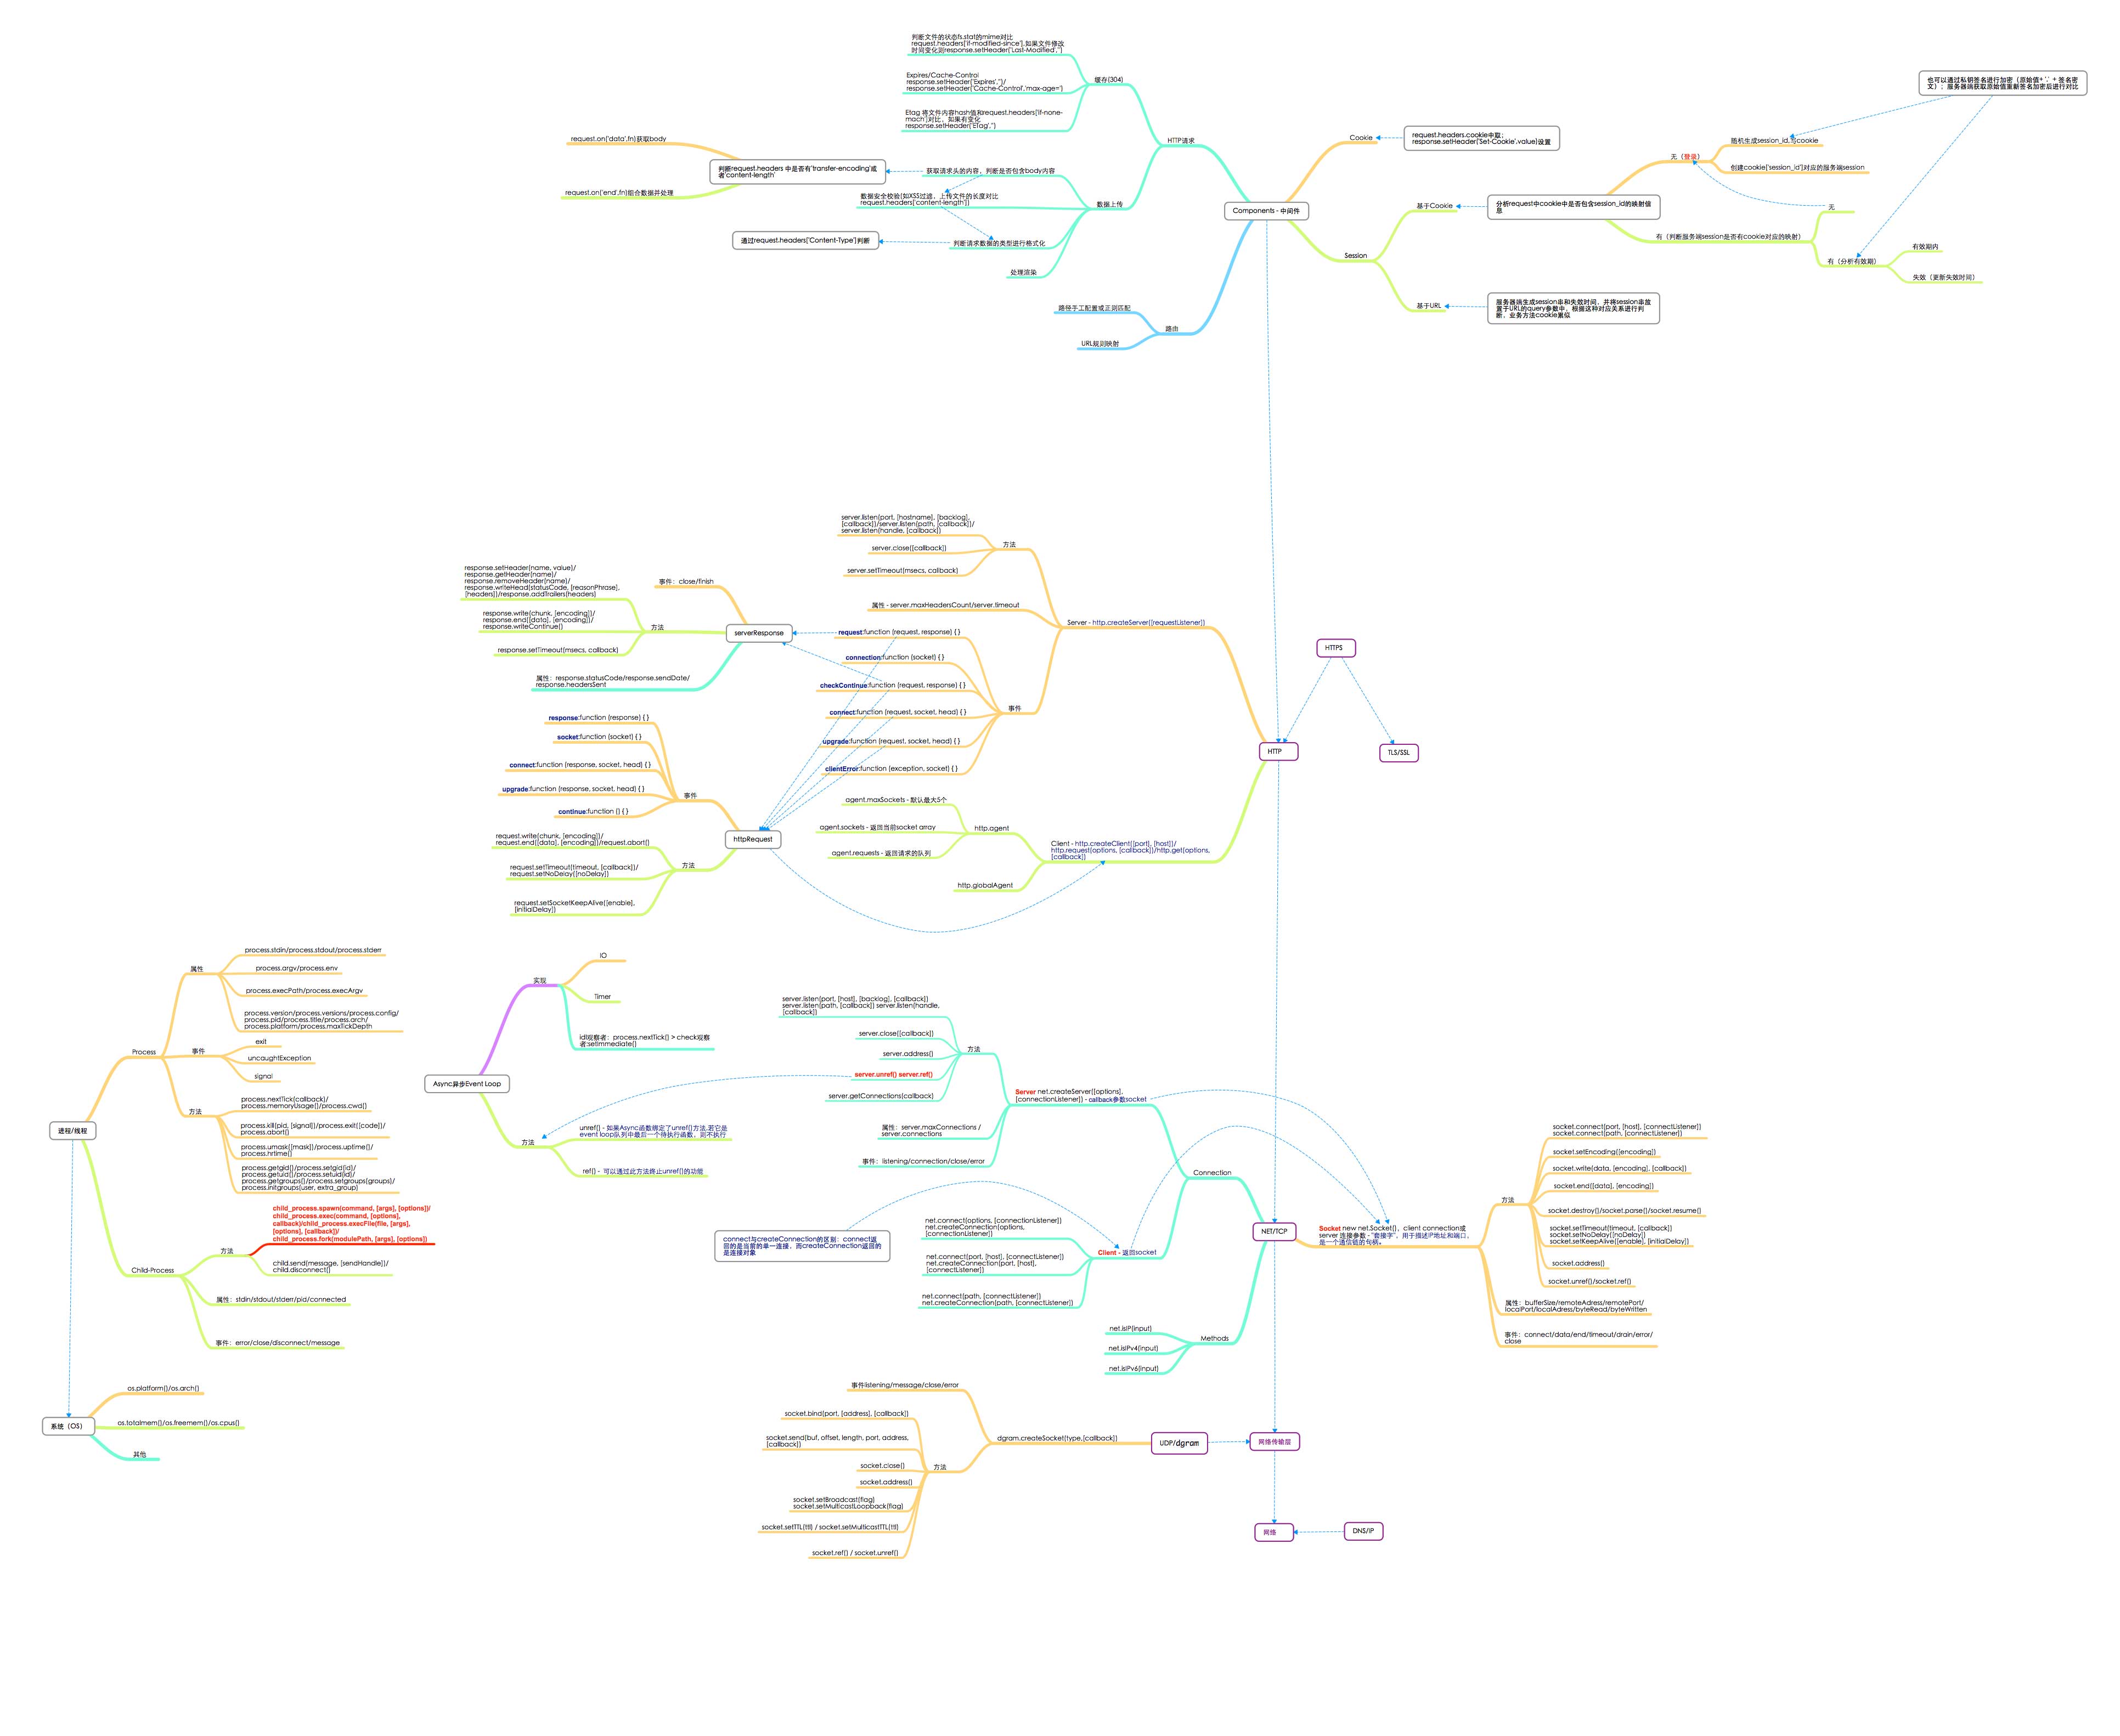 判断文件的状态fs.stat的mime对比
request.headers['if-modified-since'],如果文件修改
时间变化则response.setHeader('Last-Modified','')
Expires/Cache-Control
response.setHeader('Expires','')/
response.setHeader('Cache-Control','max-age=')
Etag 将文件内容hash值和request.headers['if-none-
mach']对比，如果有变化
response.setHeader('ETag','')
缓存(304)
HTTP请求
request.on('data',fn)获取body
request.on('end',fn)组合数据并处理
判断request.headers 中是否有'transfer-encoding'或
者'content-length'
获取请求头的内容，判断是否包含body内容
数据安全校验(如XSS过滤，上传文件的长度对比
request.headers['content-length'])
通过request.headers['Content-Type']判断
判断请求数据的类型进行格式化
处理渲染
数据上传
路径手工配置或正则匹配
URL规则映射
路由
Components - 中间件
Cookie
request.headers.cookie中取；
response.setHeader('Set-Cookie',value)设置
Session
基于Cookie
分析request中cookie中是否包含session_id的映射信
息
无（登录）
随机生成session_id,写cookie
创建cookie['session_id']对应的服务端session
也可以通过私钥签名进行加密（原始值+ '.' + 签名密
文）；服务器端获取原始值重新签名加密后进行对比
有（判断服务端session是否有cookie对应的映射）
无
有（分析有效期）
有效期内
失效（更新失效时间）
基于URL
服务器端生成session串和失效时间，并将session串放
置于URL的query参数中，根据这种对应关系进行判
断，业务方法cookie累似
server.listen(port, [hostname], [backlog],
[callback])/server.listen(path, [callback])/
server.listen(handle, [callback])
server.close([callback])
server.setTimeout(msecs, callback)
方法
属性 - server.maxHeadersCount/server.timeout
Server - http.createServer([requestListener])
request:function (request, response) { }
connection:function (socket) { }
checkContinue:function (request, response) { }
connect:function (request, socket, head) { }
upgrade:function (request, socket, head) { }
clientError:function (exception, socket) { }
事件
response.setHeader(name, value)/
response.getHeader(name)/
response.removeHeader(name)/
response.writeHead(statusCode, [reasonPhrase],
[headers])/response.addTrailers(headers)
response.write(chunk, [encoding])/
response.end([data], [encoding])/
response.writeContinue()
response.setTimeout(msecs, callback)
方法
事件：close/finish
属性：response.statusCode/response.sendDate/
response.headersSent
serverResponse
response:function (response) { }
socket:function (socket) { }
connect:function (response, socket, head) { }
upgrade:function (response, socket, head) { }
continue:function () { }
事件
request.write(chunk, [encoding])/
request.end([data], [encoding])/request.abort()
request.setTimeout(timeout, [callback])/
request.setNoDelay([noDelay])
request.setSocketKeepAlive([enable],
[initialDelay])
方法
httpRequest
agent.maxSockets - 默认最大5个
agent.sockets - 返回当前socket array
agent.requests - 返回请求的队列
http.agent
http.globalAgent
Client - http.createClient([port], [host])/
http.request(options, [callback])/http.get(options,
[callback])
HTTP
HTTPS
TLS/SSL
process.stdin/process.stdout/process.stderr
process.argv/process.env
process.execPath/process.execArgv
process.version/process.versions/process.config/
process.pid/process.title/process.arch/
process.platform/process.maxTickDepth
属性
Process
事件
exit
uncaughtException
signal
方法
process.nextTick(callback)/
process.memoryUsage()/process.cwd()
process.kill(pid, [signal])/process.exit([code])/
process.abort()
process.umask([mask])/process.uptime()/
process.hrtime()
process.getgid()/process.setgid(id)/
process.getuid()/process.setuid(id)/
process.getgroups()/process.setgroups(groups)/
process.initgroups(user, extra_group)
进程/线程
child_process.spawn(command, [args], [options])/
child_process.exec(command, [options],
callback)/child_process.execFile(file, [args],
[options], [callback])/
child_process.fork(modulePath, [args], [options])
方法
child.send(message, [sendHandle])/
child.disconnect()
Child-Process
属性：stdin/stdout/stderr/pid/connected
事件：error/close/disconnect/message
os.platform()/os.arch()
系统（OS）
os.totalmem()/os.freemem()/os.cpus()
其他
实现
IO
Timer
idl观察者：process.nextTick() > check观察
者:setImmediate()
Async异步Event Loop
方法
unref() - 如果Async函数绑定了unref()方法,若它是
event loop队列中最后一个待执行函数，则不执行
ref() - 可以通过此方法终止unref()的功能
server.listen(port, [host], [backlog], [callback])
server.listen(path, [callback]) server.listen(handle,
[callback])
server.close([callback])
server.address()
server.unref() server.ref()
server.getConnections(callback)
方法
Server net.createServer([options],
[connectionListener]) - callback参数socket
属性：server.maxConnections /
server.connections
事件：listening/connection/close/error
Connection
connect与createConnection的区别：connect返
回的是当前的单一连接，而createConnection返回的
是连接对象
net.connect(options, [connectionListener])
net.createConnection(options,
[connectionListener])
net.connect(port, [host], [connectListener])
net.createConnection(port, [host],
[connectListener])
net.connect(path, [connectListener])
net.createConnection(path, [connectListener])
Client - 返回socket
net.isIP(input)
net.isIPv4(input)
net.isIPv6(input)
Methods
NET/TCP
Socket new net.Socket()，client connection或
server 连接参数 - "套接字"，用于描述IP地址和端口，
是一个通信链的句柄。
方法
socket.connect(port, [host], [connectListener])
socket.connect(path, [connectListener])
socket.setEncoding([encoding])
socket.write(data, [encoding], [callback])
socket.end([data], [encoding])
socket.destroy()/socket.parse()/socket.resume()
socket.setTimeout(timeout, [callback])
socket.setNoDelay([noDelay])
socket.setKeepAlive([enable], [initialDelay])
socket.address()
socket.unref()/socket.ref()
属性：bufferSize/remoteAdress/remotePort/
localPort/localAdress/byteRead/byteWritten
事件：connect/data/end/timeout/drain/error/
close
事件listening/message/close/error
socket.bind(port, [address], [callback])
socket.send(buf, offset, length, port, address,
[callback])
socket.close()
socket.address()
socket.setBroadcast(flag)
socket.setMulticastLoopback(flag)
socket.setTTL(ttl) / socket.setMulticastTTL(ttl)
socket.ref() / socket.unref()
方法
dgram.createSocket(type,[callback])
UDP/dgram
网络传输层
网络
DNS/IP